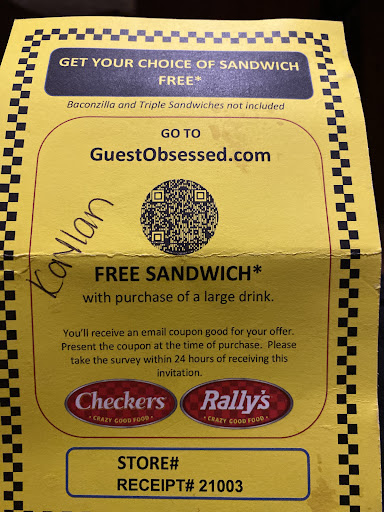 GET YOUR CHOICE OF SANDWICH
FREE*
Baconzilla and Triple Sandwiches not included
GO TO
GuestObsessed.com
Kaylan
FREE SANDWICH*
with purchase of a large drink.
You'll receive an email coupon good for your offer.
Present the coupon at the time of purchase. Please
take the survey within 24 hours of receiving this
invitation.
Checkers
CRAZY GOOD FOOD
Rally's
CRAZY GOOD FOOD
STORE#
RECEIPT# 21003